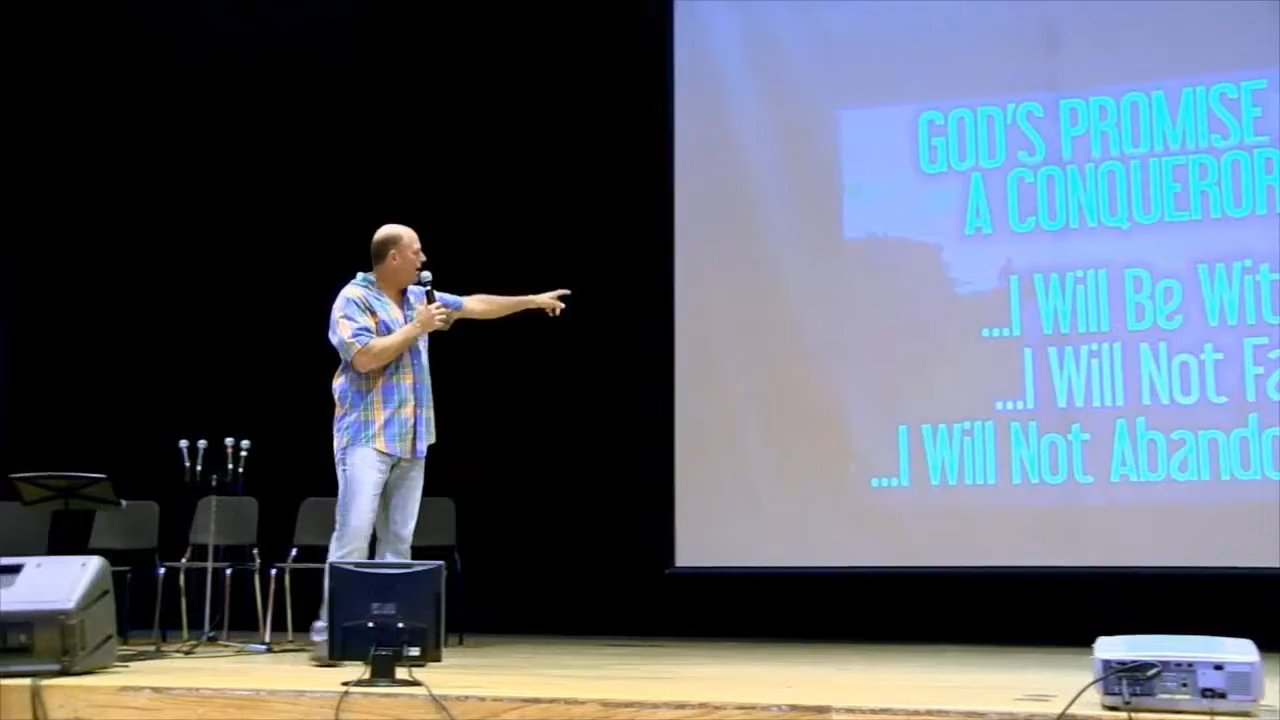 GOD'S PROMISE
A CONQUEROR
...I Will Be
...I Will Not
...I Will Not